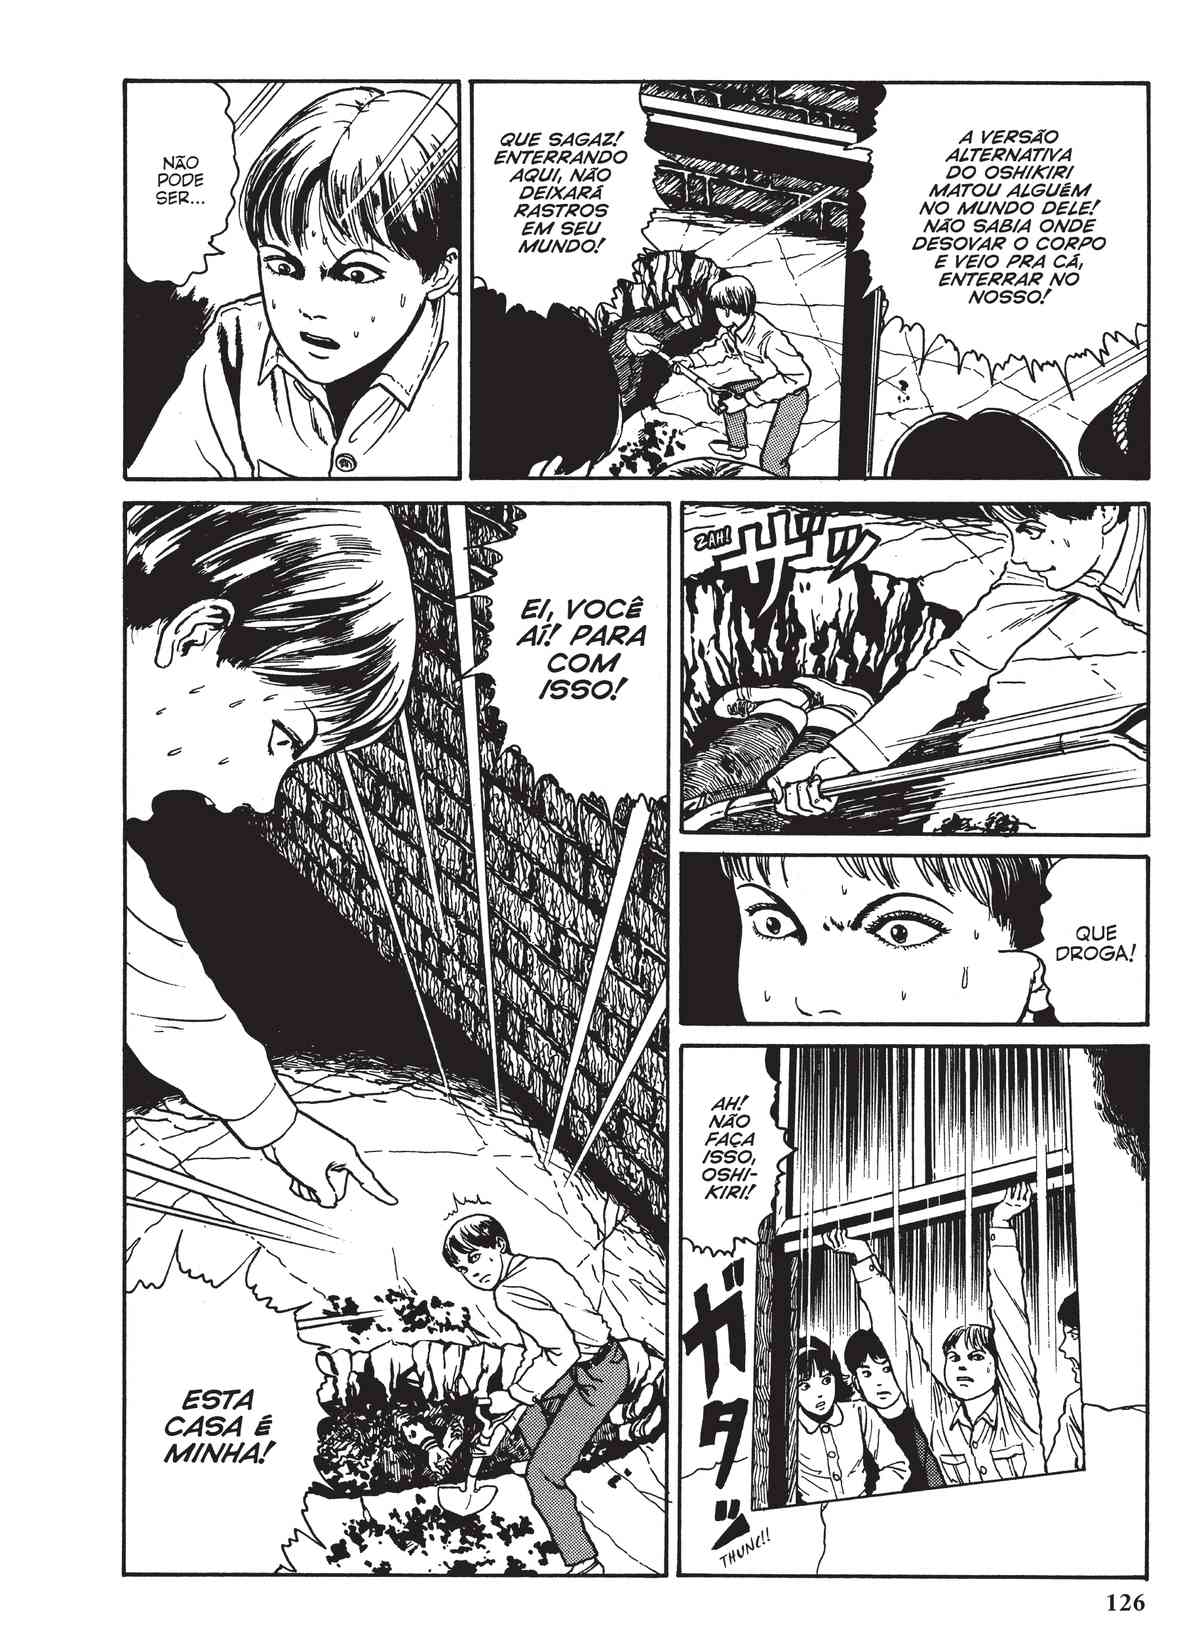 A VERSÃO
ALTERNATIVA
DO OSHIKIRI
MATOU ALGUÉM
NO MUNDO DELE!
NÃO SABIA ONDE
DESOVAR O CORPO
E VEIO PRA CÁ,
ENTERRAR NO
NOSSO!
QUE SAGAZ!
ENTERRANDO
AQUI, NÃO
DEIXARÁ
RASTROS
EM SEU
MUNDO!
NÃO
PODE
SER...
ZAH!
ザッ
QUE
DROGA!
AH!
NÃO
FAÇA
ISSO,
OSHI-
KIRI!
ガタン
THUNC!!
EI, VOCÊ
AÍ! PARA
COM
ISSO!
ESTA
CASA É
MINHA!
126